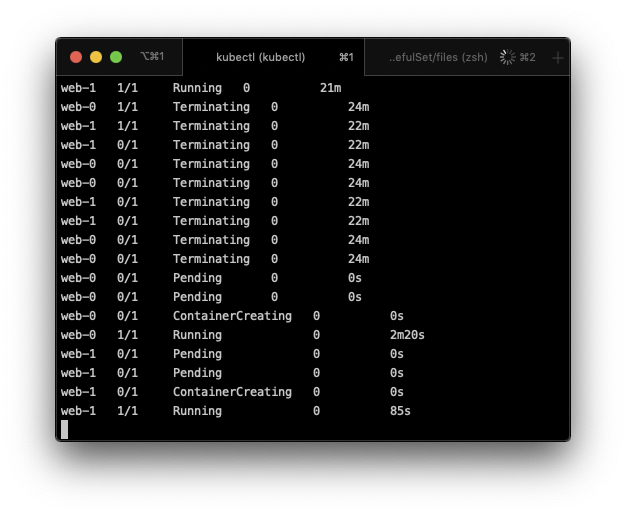 ⌥⌘1 kubectl (kubectl) ⌘1 ..efulSet/files (zsh) ⌘2 +
web-1 1/1 Running 0 21m
web-0 1/1 Terminating 0 24m
web-1 1/1 Terminating 0 22m
web-1 0/1 Terminating 0 22m
web-0 0/1 Terminating 0 24m
web-0 0/1 Terminating 0 24m
web-1 0/1 Terminating 0 22m
web-1 0/1 Terminating 0 22m
web-0 0/1 Terminating 0 24m
web-0 0/1 Terminating 0 24m
web-0 0/1 Pending 0 0s
web-0 0/1 Pending 0 0s
web-0 0/1 ContainerCreating 0 0s
web-0 1/1 Running 0 2m20s
web-1 0/1 Pending 0 0s
web-1 0/1 Pending 0 0s
web-1 0/1 ContainerCreating 0 0s
web-1 1/1 Running 0 85s